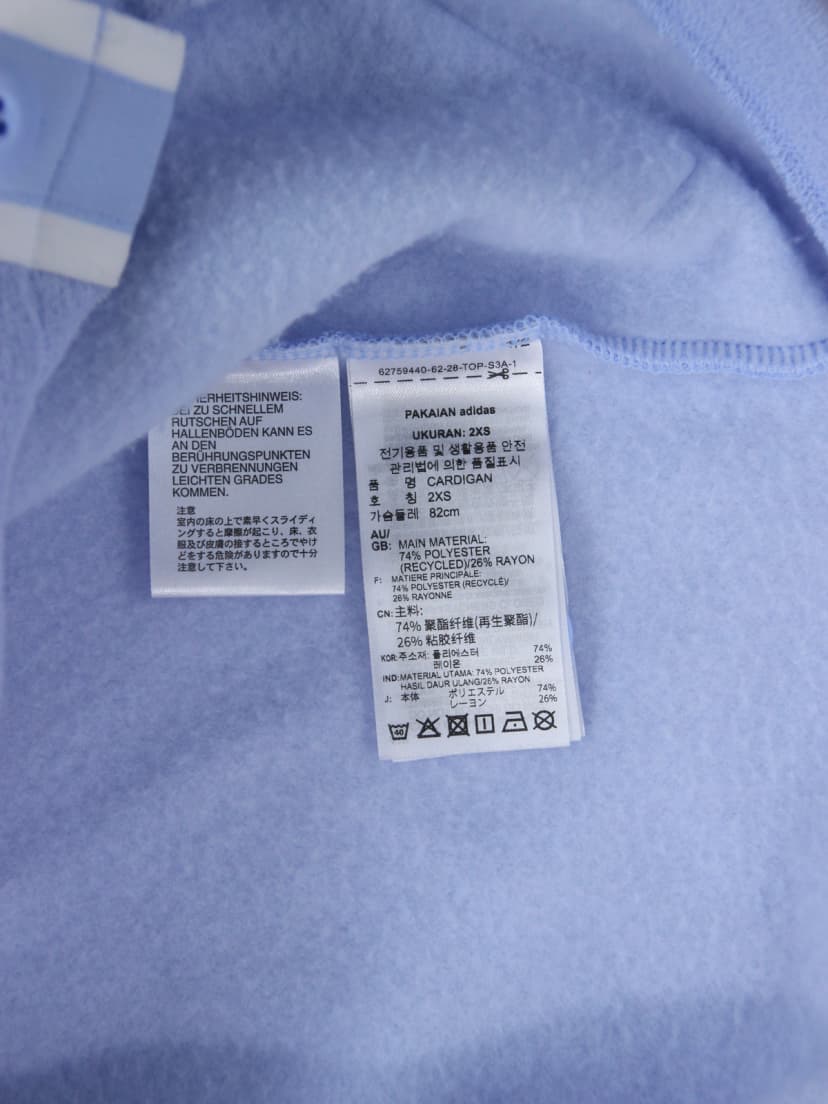 HERHEITSHINWEIS:
BEI ZU SCHNELLEM
RUTSCHEN AUF
HALLENBÖDEN KANN ES
AN DEN
BERÜHRUNGSPUNKTEN
ZU VERBRENNUNGEN
LEICHTEN GRADES
KOMMEN.
注意
室内の床の上で素早くスライディ
ングすると摩擦が起こり、床、衣
服及び皮膚の接するところでやけ
どをする危険がありますので十分
注意して下さい。
62759440-62-28-TOP-S3A-1
PAKAIAN adidas
UKURAN: 2XS
전기용품 및 생활용품 안전
관리법에 의한 품질표시
품 명 CARDIGAN
호 칭 2XS
가슴둘레 82cm
AU/
GB: MAIN MATERIAL:
74% POLYESTER
(RECYCLED)/26% RAYON
F: MATIERE PRINCIPALE:
74% POLYESTER (RECYCLÉ)/
26% RAYONNE
CN: 主料:
74% 聚酯纤维(再生聚酯)/
26% 粘胶纤维
KOR: 주소재: 폴리에스터 74%
레이온 26%
IND: MATERIAL UTAMA: 74% POLYESTER
HASIL DAUR ULANG/26% RAYON
J: 本体 ポリエステル 74%
レーヨン 26%
40